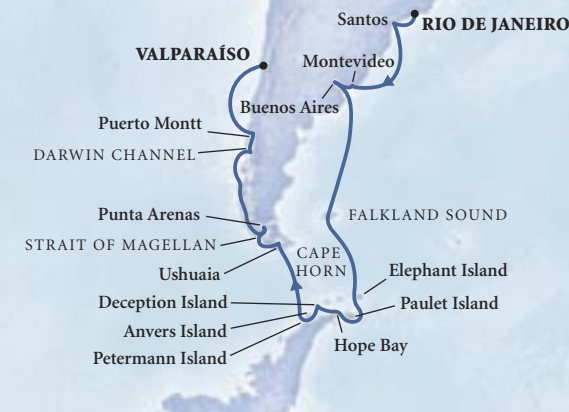 Santos
RIO DE JANEIRO
VALPARAÍSO
Montevideo
Buenos Aires
Puerto Montt
DARWIN CHANNEL
Punta Arenas
FALKLAND SOUND
STRAIT OF MAGELLAN
CAPE
HORN
Ushuaia
Elephant Island
Deception Island
Paulet Island
Anvers Island
Hope Bay
Petermann Island